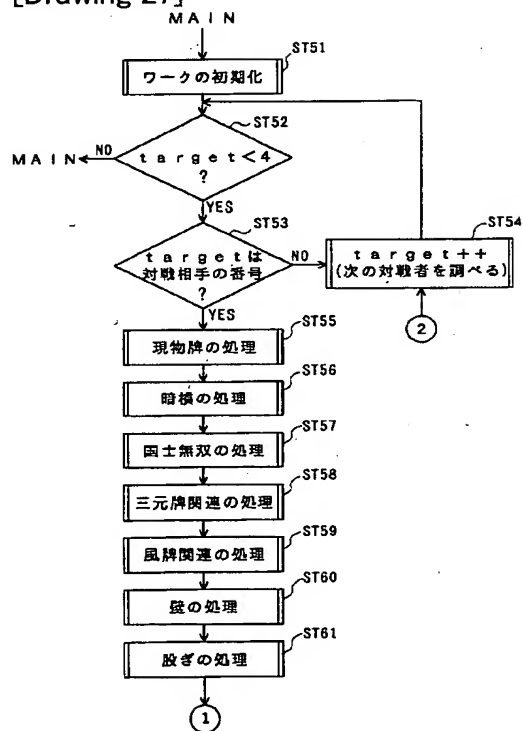 [Drawing 27]
MAIN
ST51
ワークの初期化
ST52
target<4
?
NO
MAIN
YES
ST53
targetは
対戦相手の番号
?
NO
YES
ST54
target++
(次の対戦者を調べる)
2
ST55
現物牌の処理
ST56
暗槓の処理
ST57
国士無双の処理
ST58
三元牌関連の処理
ST59
風牌関連の処理
ST60
壁の処理
ST61
股ぎの処理
1